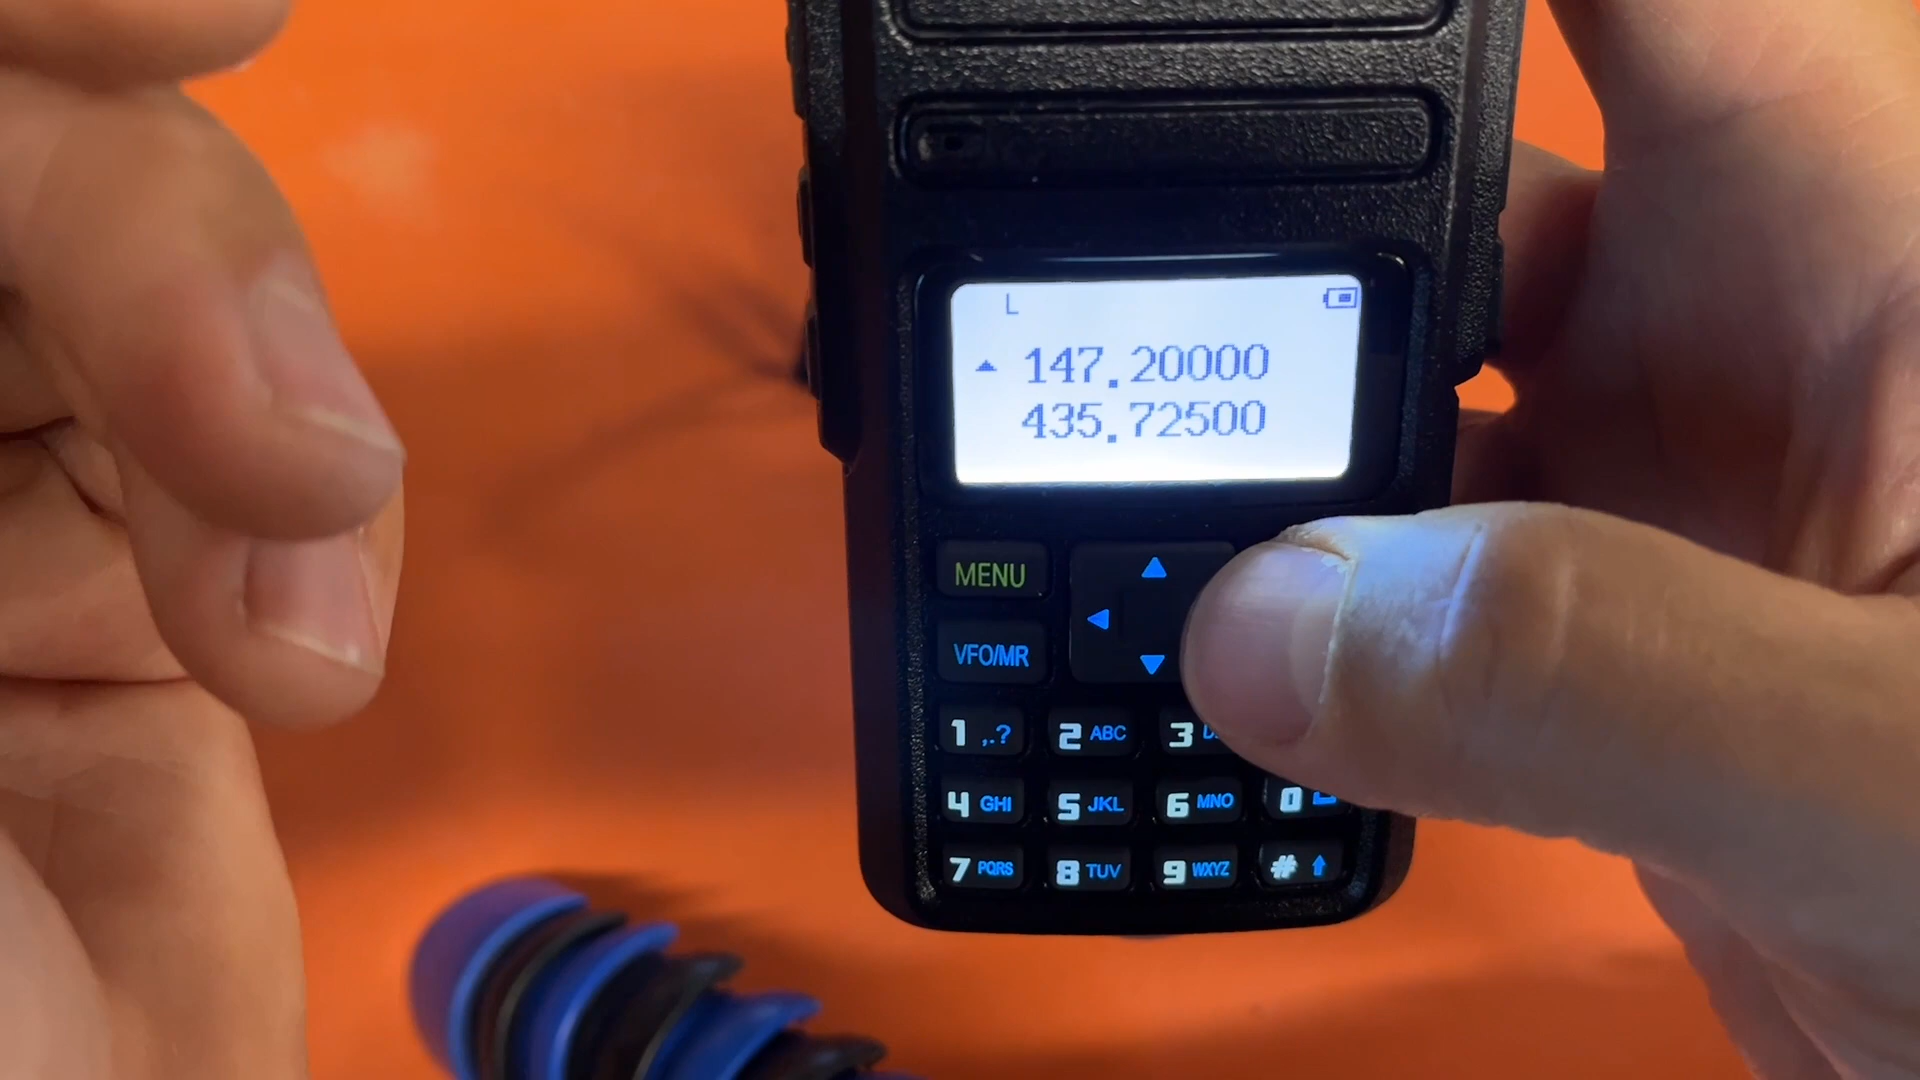 L
147.20000
435.72500
MENU
VFO/MR
1 ,.? 2 ABC 3 D
4 GHI 5 JKL 6 MNO 0
7 PQRS 8 TUV 9 WXYZ #